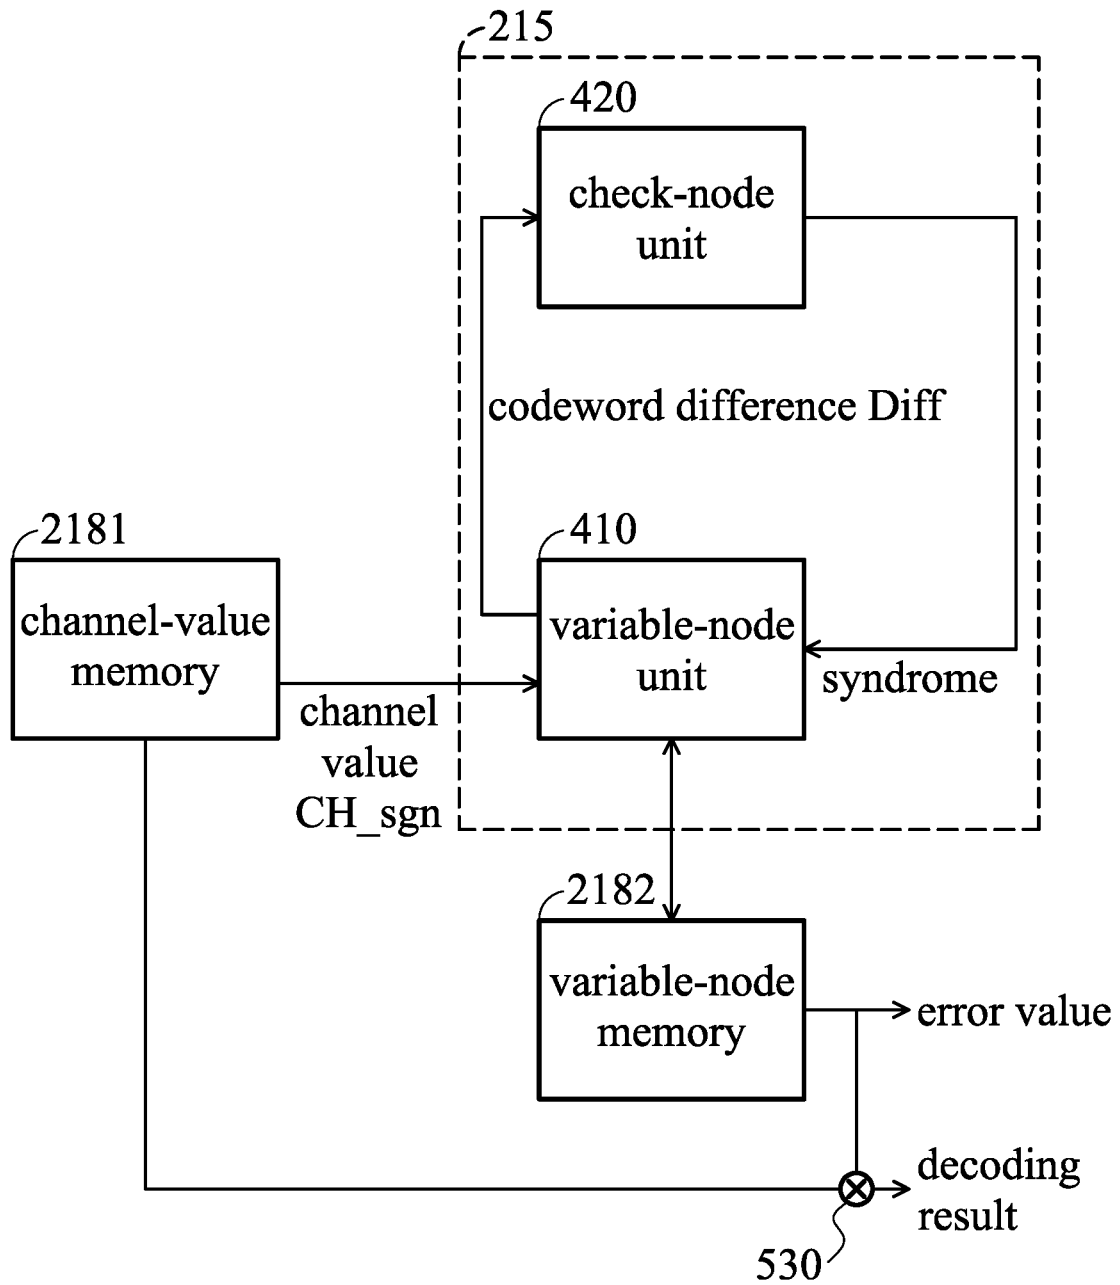 215
420
check-node
unit
codeword difference Diff
2181
channel-value
memory
410
variable-node
unit
syndrome
channel
value
CH_sgn
2182
variable-node
memory
error value
decoding
result
530